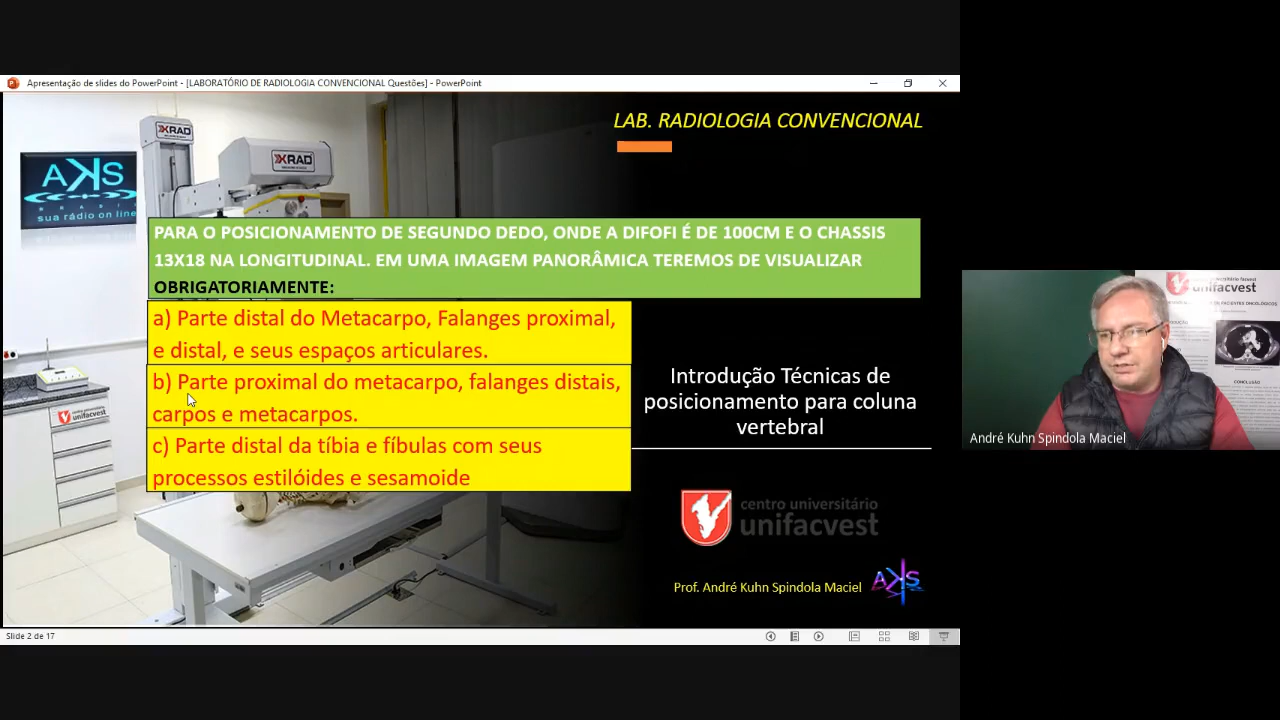 Apresentação de slides do PowerPoint - [LABORATÓRIO DE RADIOLOGIA CONVENCIONAL Questões] - PowerPoint
LAB. RADIOLOGIA CONVENCIONAL
XRAD
XRAD
AKS
BRASIL
sua rádio on line
PARA O POSICIONAMENTO DE SEGUNDO DEDO, ONDE A DIFOFI É DE 100CM E O CHASSIS
13X18 NA LONGITUDINAL. EM UMA IMAGEM PANORÂMICA TEREMOS DE VISUALIZAR
OBRIGATORIAMENTE:
a) Parte distal do Metacarpo, Falanges proximal,
e distal, e seus espaços articulares.
b) Parte proximal do metacarpo, falanges distais,
carpos e metacarpos.
c) Parte distal da tíbia e fíbulas com seus
processos estilóides e sesamoide
Introdução Técnicas de
posicionamento para coluna
vertebral
centro universitário
unifacvest
Prof. André Kuhn Spindola Maciel
AKS
unifacvest
Slide 2 de 17
unifacvest
PACIENTES ONCOLÓGICOS
CONCLUSÃO
André Kuhn Spindola Maciel